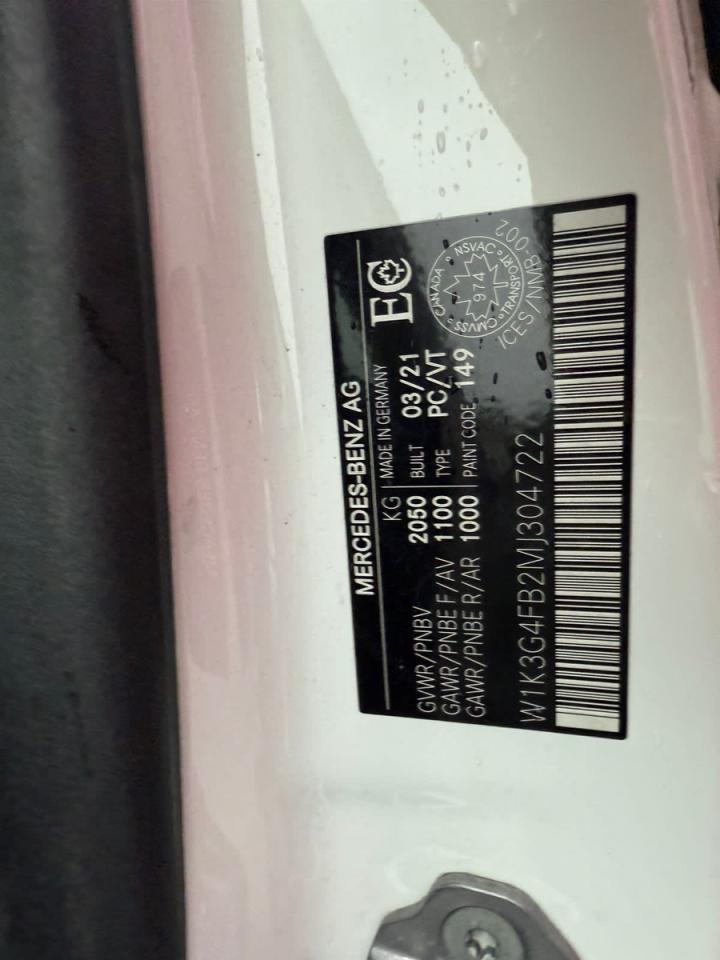 MERCEDES-BENZ AG
KG MADE IN GERMANY
GVWR/PNBV 2050 BUILT 03/21
GAWR/PNBE F/AV 1100 TYPE PC/VT
GAWR/PNBE R/AR 1000 PAINT CODE 149
EC
CANADA NSVAC
974
CMVSS TRANSPORT
ICES/NMB-002
W1K3G4FB2MJ304722